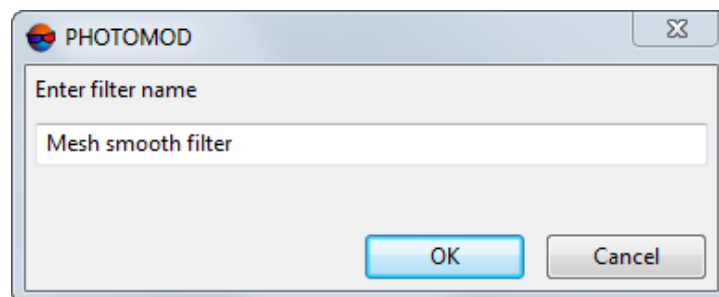 PHOTOMOD
Enter filter name
Mesh smooth filter
OK
Cancel